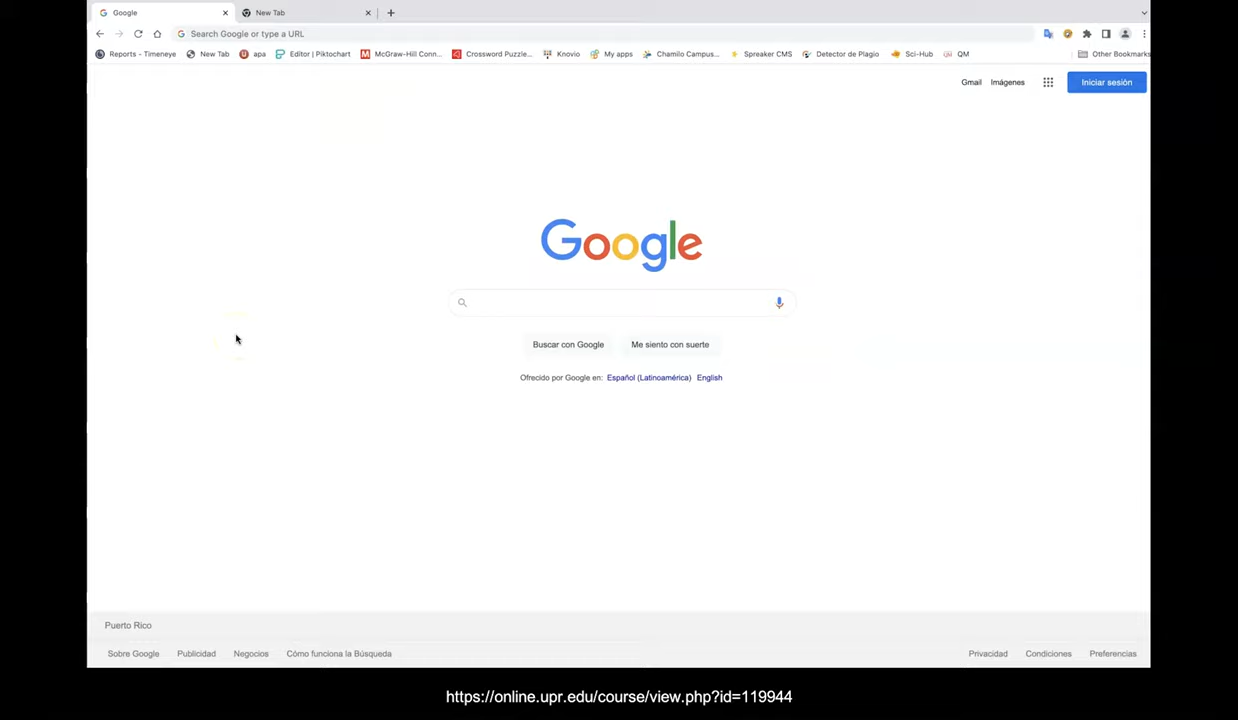 Google
New Tab
Search Google or type a URL
Reports - Timeneye New Tab apa Editor | Piktochart McGraw-Hill Conn... Crossword Puzzle... Knovio My apps Chamilo Campus... Spreaker CMS Detector de Plagio Sci-Hub QM Other Bookmarks
Gmail Imágenes Iniciar sesión
Google
Buscar con Google Me siento con suerte
Ofrecido por Google en: Español (Latinoamérica) English
Puerto Rico
Sobre Google Publicidad Negocios Cómo funciona la Búsqueda Privacidad Condiciones Preferencias
https://online.upr.edu/course/view.php?id=119944